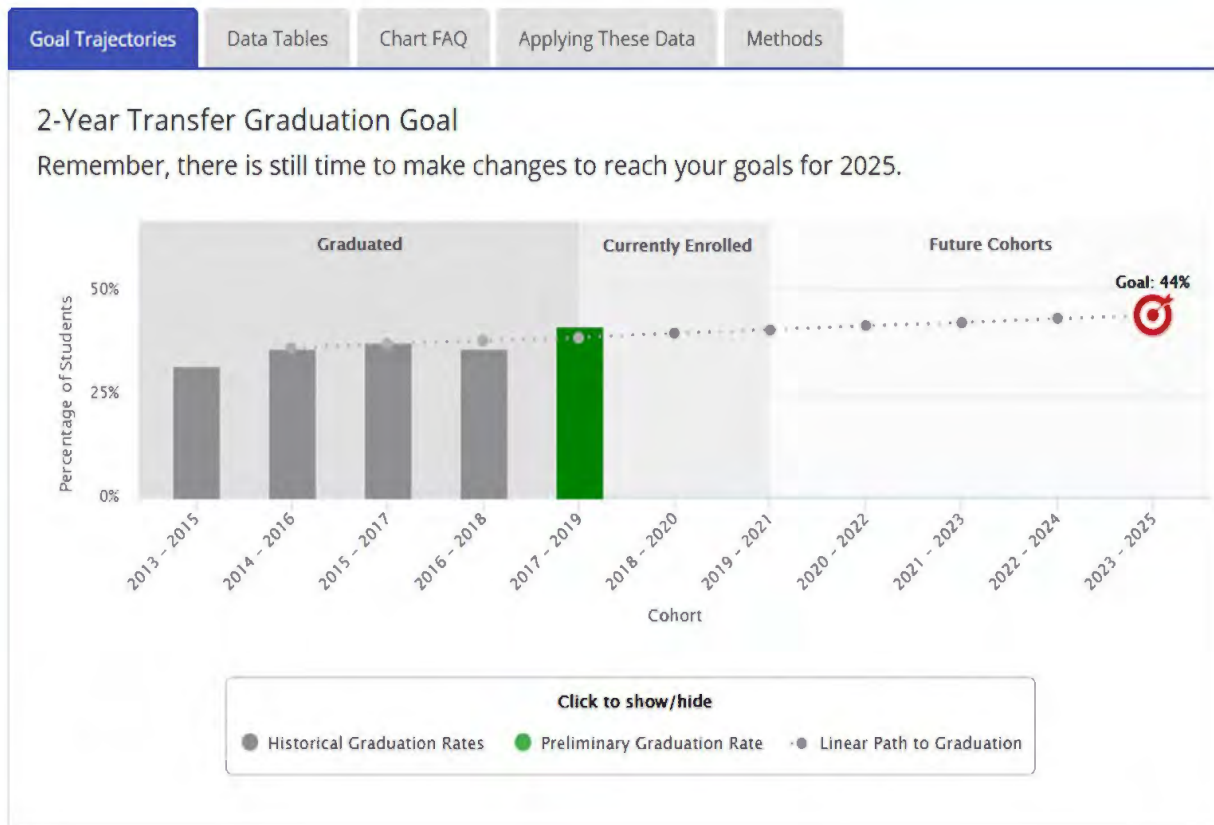 Goal Trajectories Data Tables Chart FAQ Applying These Data Methods
2-Year Transfer Graduation Goal
Remember, there is still time to make changes to reach your goals for 2025.
Graduated Currently Enrolled Future Cohorts
Goal: 44%
50%
25%
0%
Percentage of Students
2013 - 2015 2014 - 2016 2015 - 2017 2016 - 2018 2017 - 2019 2018 - 2020 2019 - 2021 2020 - 2022 2021 - 2023 2022 - 2024 2023 - 2025
Cohort
Click to show/hide
Historical Graduation Rates Preliminary Graduation Rate Linear Path to Graduation